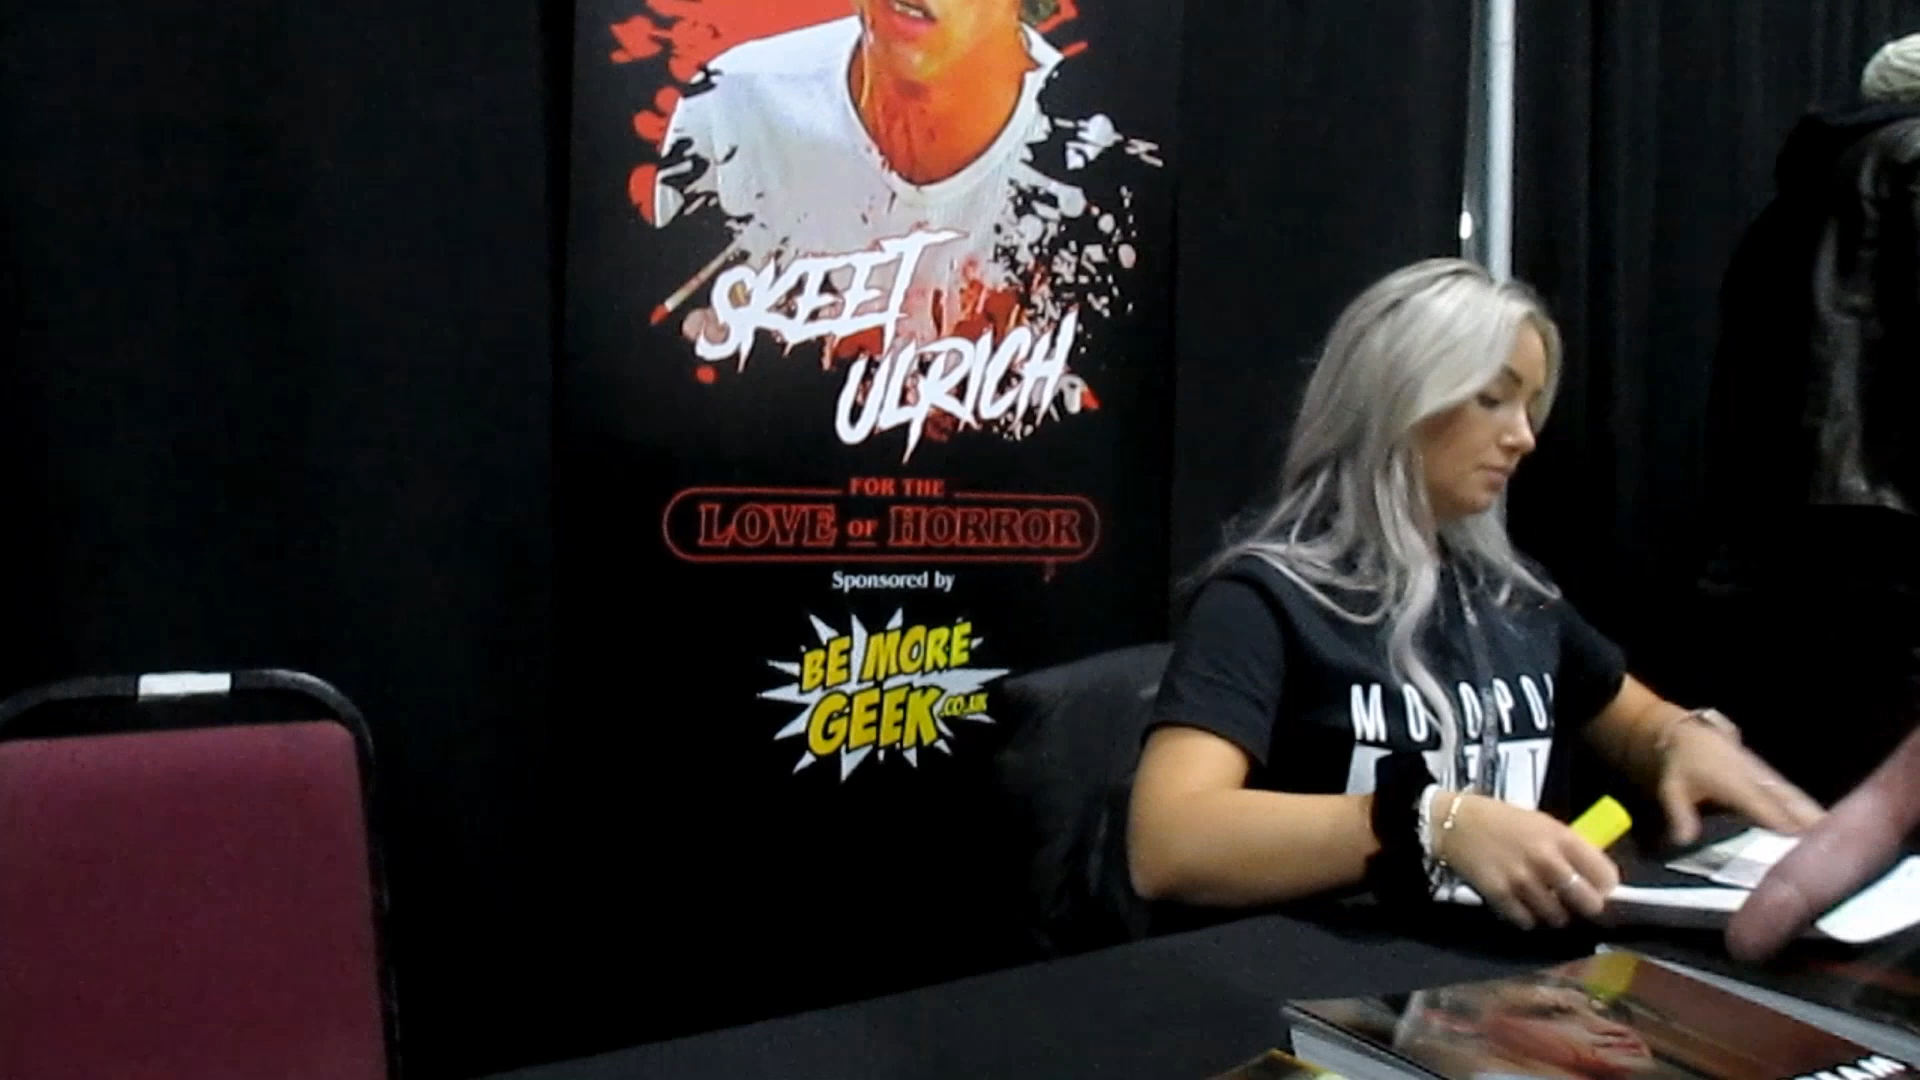 SKEET
ULRICH
FOR THE
LOVE OF HORROR
Sponsored by
BE MORE
GEEK.CO.UK